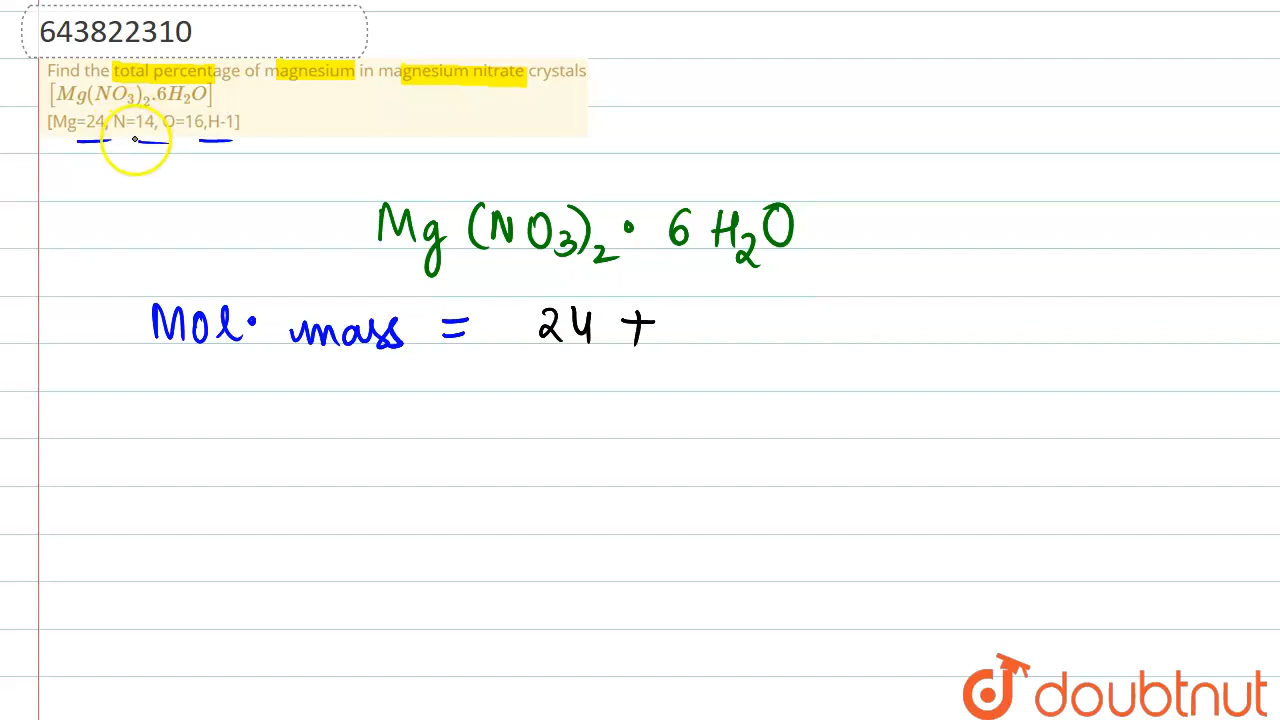 643822310
Find the total percentage of magnesium in magnesium nitrate crystals
[Mg(NO₃)₂.6H₂O]
[Mg=24, N=14, O=16,H-1]
Mg (NO₃)₂ · 6 H₂O
Mol. mass = 24 +
doubtnut